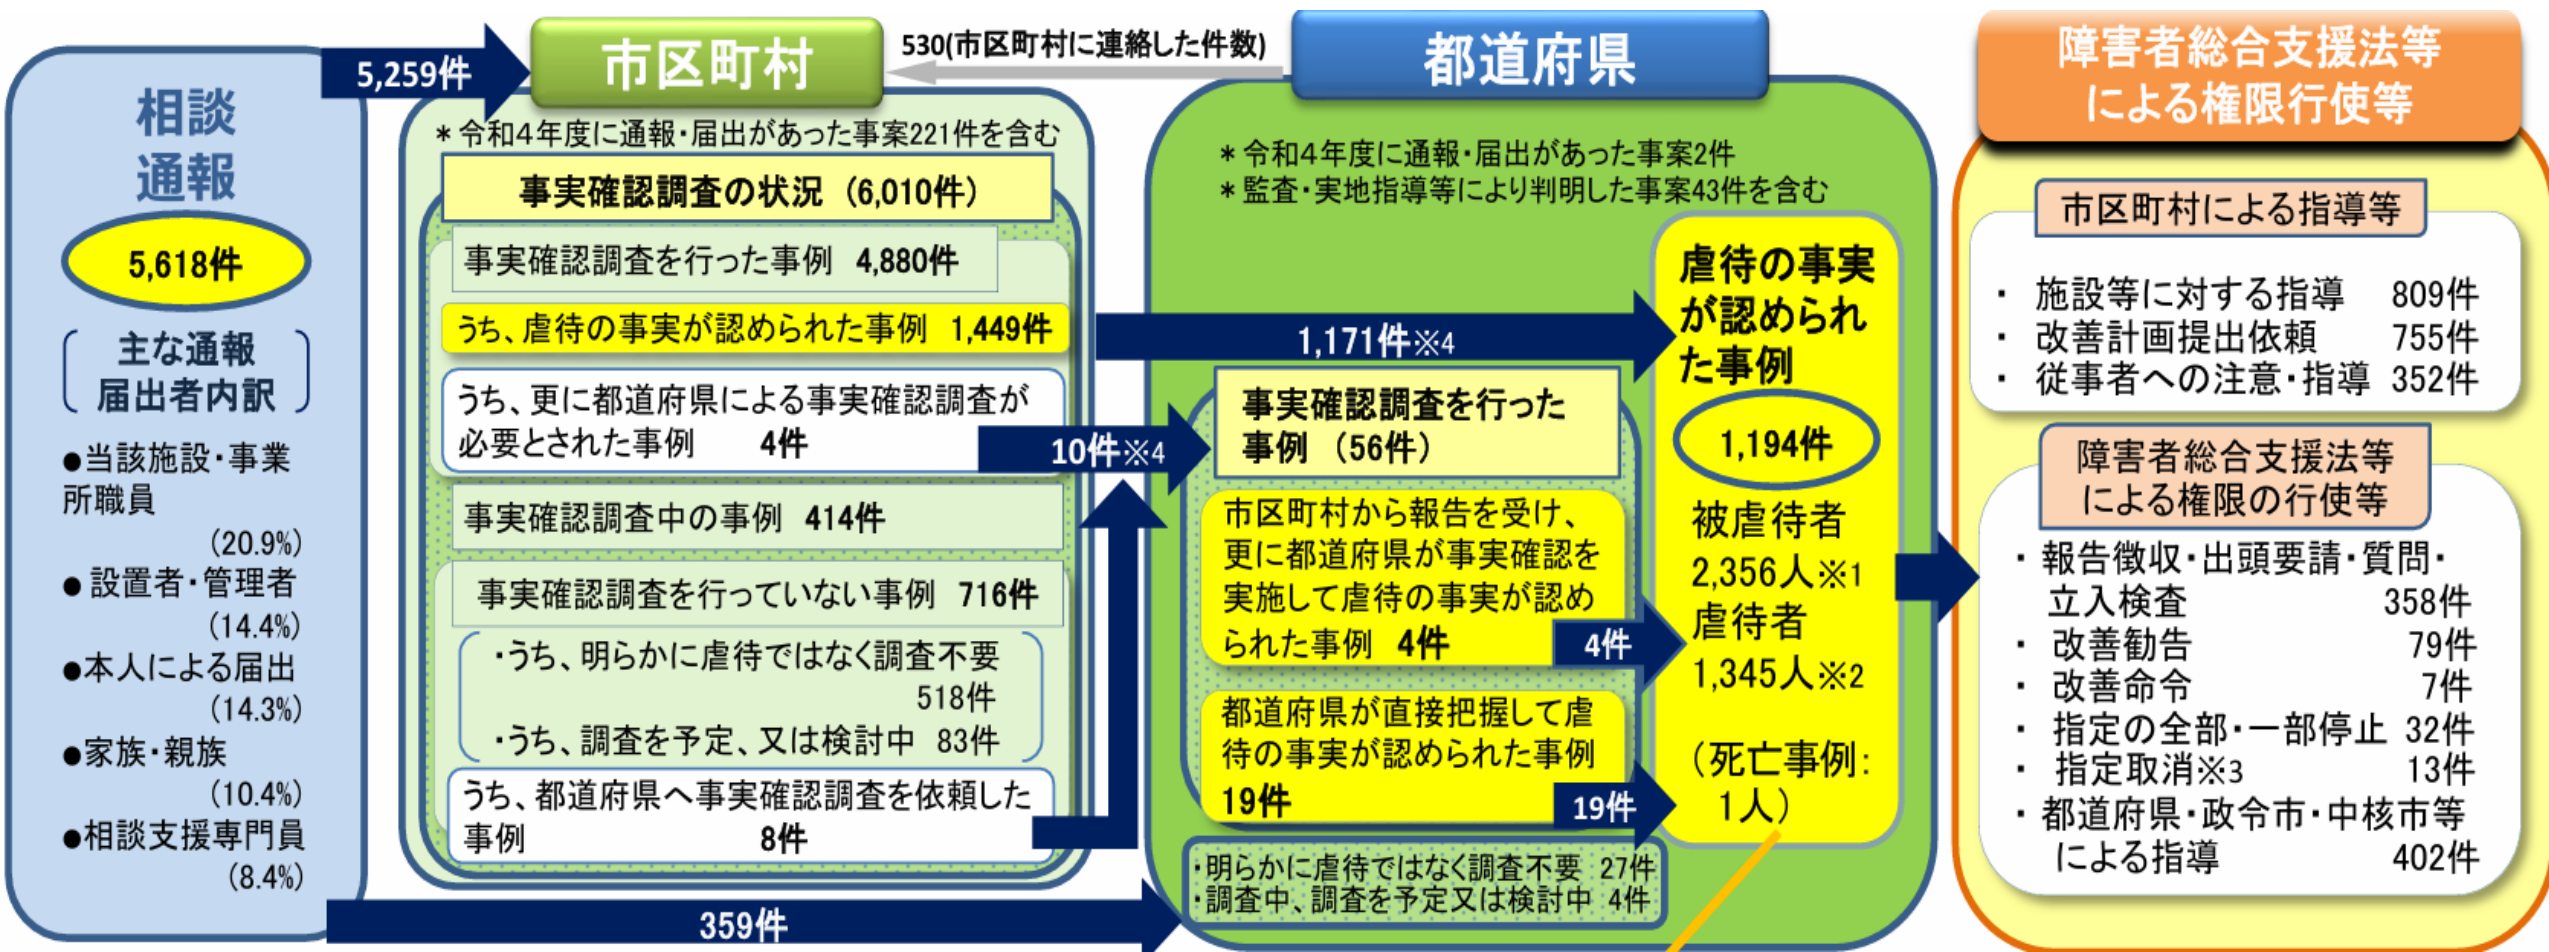 相談
通報
5,618件
主な通報
届出者内訳
●当該施設・事業
所職員
(20.9%)
●設置者・管理者
(14.4%)
●本人による届出
(14.3%)
●家族・親族
(10.4%)
●相談支援専門員
(8.4%)
5,259件
市区町村
530(市区町村に連絡した件数)
*令和4年度に通報・届出があった事案221件を含む
事実確認調査の状況 (6,010件)
事実確認調査を行った事例 4,880件
うち、虐待の事実が認められた事例 1,449件
うち、更に都道府県による事実確認調査が
必要とされた事例 4件
事実確認調査中の事例 414件
事実確認調査を行っていない事例 716件
・うち、明らかに虐待ではなく調査不要
518件
・うち、調査を予定、又は検討中 83件
うち、都道府県へ事実確認調査を依頼した
事例 8件
359件
都道府県
*令和4年度に通報・届出があった事案2件
*監査・実地指導等により判明した事案43件を含む
1,171件※4
10件※4
事実確認調査を行った
事例 (56件)
市区町村から報告を受け、
更に都道府県が事実確認を
実施して虐待の事実が認め
られた事例 4件
4件
都道府県が直接把握して虐
待の事実が認められた事例
19件
19件
・明らかに虐待ではなく調査不要 27件
・調査中、調査を予定又は検討中 4件
虐待の事実
が認められ
た事例
1,194件
被虐待者
2,356人※1
虐待者
1,345人※2
(死亡事例:
1人)
障害者総合支援法等
による権限行使等
市区町村による指導等
・ 施設等に対する指導 809件
・ 改善計画提出依頼 755件
・ 従事者への注意・指導 352件
障害者総合支援法等
による権限の行使等
・ 報告徴収・出頭要請・質問・
立入検査 358件
・ 改善勧告 79件
・ 改善命令 7件
・ 指定の全部・一部停止 32件
・ 指定取消※3 13件
・ 都道府県・政令市・中核市等
による指導 402件